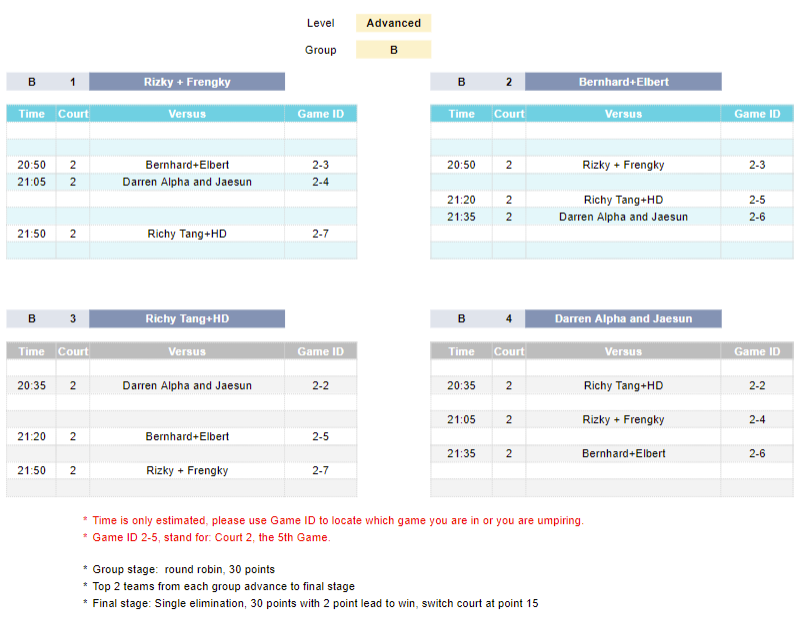 Level Advanced
Group B
B 1 Rizky + Frengky
Time Court Versus Game ID
20:50 2 Bernhard+Elbert 2-3
21:05 2 Darren Alpha and Jaesun 2-4
21:50 2 Richy Tang+HD 2-7
B 2 Bernhard+Elbert
Time Court Versus Game ID
20:50 2 Rizky + Frengky 2-3
21:20 2 Richy Tang+HD 2-5
21:35 2 Darren Alpha and Jaesun 2-6
B 3 Richy Tang+HD
Time Court Versus Game ID
20:35 2 Darren Alpha and Jaesun 2-2
21:20 2 Bernhard+Elbert 2-5
21:50 2 Rizky + Frengky 2-7
B 4 Darren Alpha and Jaesun
Time Court Versus Game ID
20:35 2 Richy Tang+HD 2-2
21:05 2 Rizky + Frengky 2-4
21:35 2 Bernhard+Elbert 2-6
* Time is only estimated, please use Game ID to locate which game you are in or you are umpiring.
* Game ID 2-5, stand for: Court 2, the 5th Game.
* Group stage: round robin, 30 points
* Top 2 teams from each group advance to final stage
* Final stage: Single elimination, 30 points with 2 point lead to win, switch court at point 15